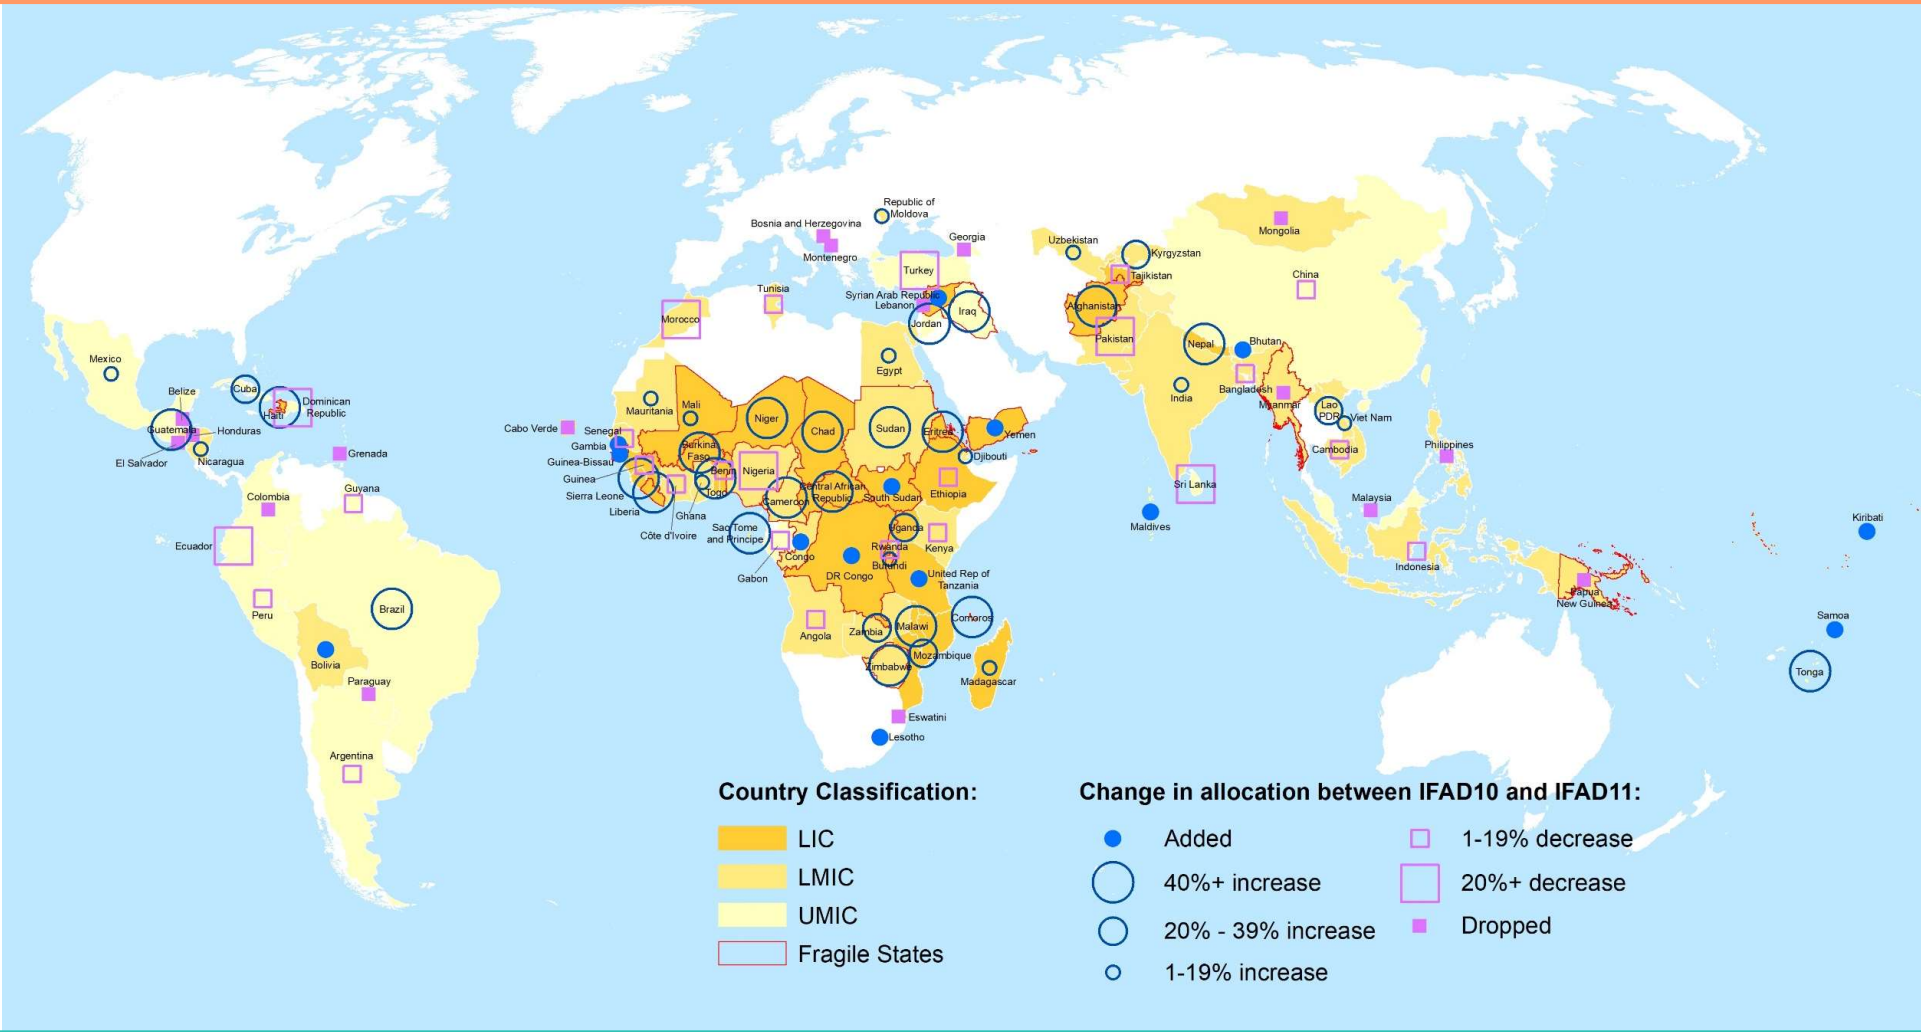 Republic of
Moldova
Bosnia and Herzegovina
Montenegro
Georgia
Uzbekistan
Kyrgyzstan
Mongolia
Turkey
Tajikistan
China
Tunisia
Syrian Arab Republic
Lebanon
Morocco
Jordan
Iraq
Afghanistan
Pakistan
Nepal
Bhutan
Mexico
Cuba
Belize
Haiti
Dominican
Republic
Egypt
Bangladesh
India
Myanmar
Lao
PDR
Viet Nam
Mauritania
Mali
Niger
Chad
Sudan
Eritrea
Yemen
Guatemala
Honduras
El Salvador
Nicaragua
Grenada
Cabo Verde
Senegal
Gambia
Guinea-Bissau
Guinea
Sierra Leone
Liberia
Burkina
Faso
Benin
Togo
Ghana
Côte d'Ivoire
Nigeria
Cameroon
Central African
Republic
South Sudan
Ethiopia
Djibouti
Cambodia
Philippines
Sri Lanka
Malaysia
Maldives
Kiribati
Colombia
Guyana
Ecuador
Peru
Brazil
Sao Tome
and Principe
Gabon
Congo
DR Congo
Uganda
Rwanda
Burundi
Kenya
United Rep of
Tanzania
Indonesia
Papua
New Guinea
Samoa
Tonga
Bolivia
Paraguay
Argentina
Angola
Zambia
Malawi
Comoros
Mozambique
Zimbabwe
Madagascar
Eswatini
Lesotho
Country Classification:
LIC
LMIC
UMIC
Fragile States
Change in allocation between IFAD10 and IFAD11:
Added
40%+ increase
20% - 39% increase
1-19% increase
1-19% decrease
20%+ decrease
Dropped